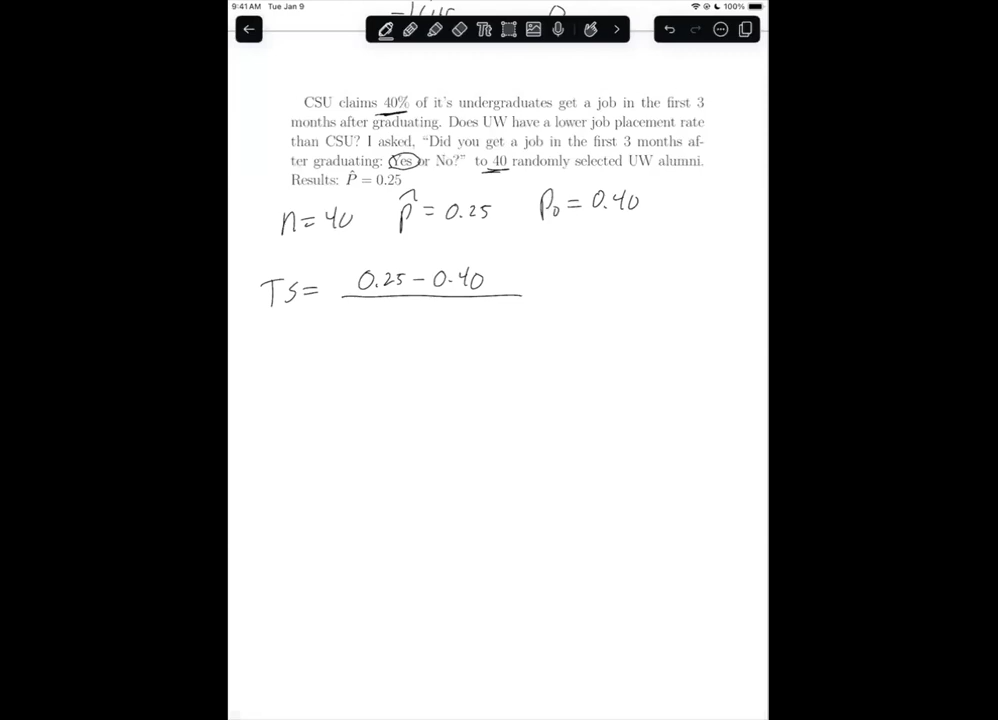 9:41 AM Tue Jan 9 100%
Tt
CSU claims 40% of it's undergraduates get a job in the first 3
months after graduating. Does UW have a lower job placement rate
than CSU? I asked, "Did you get a job in the first 3 months af-
ter graduating: Yes or No?" to 40 randomly selected UW alumni.
Results: P̂ = 0.25
n = 40 p̂ = 0.25 P₀ = 0.40
TS = 0.25 - 0.40